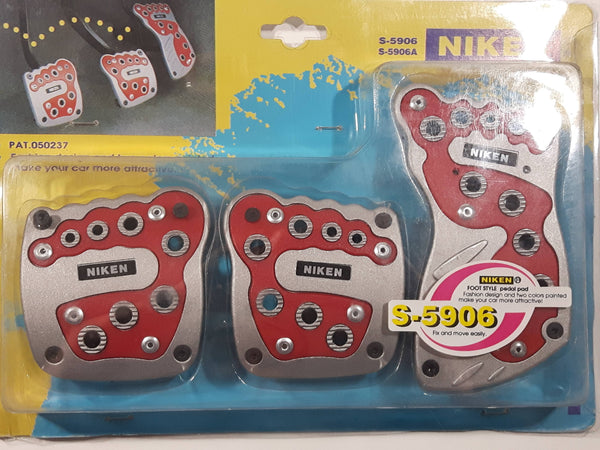 S-5906
S-5906A
NIKEN
PAT.050237
make your car more attractive.
NIKEN
NIKEN
NIKEN
NIKEN
FOOT STYLE pedal pad
Fashion design and two colors painted
make your car more attractive!
S-5906
Fix and move easily.